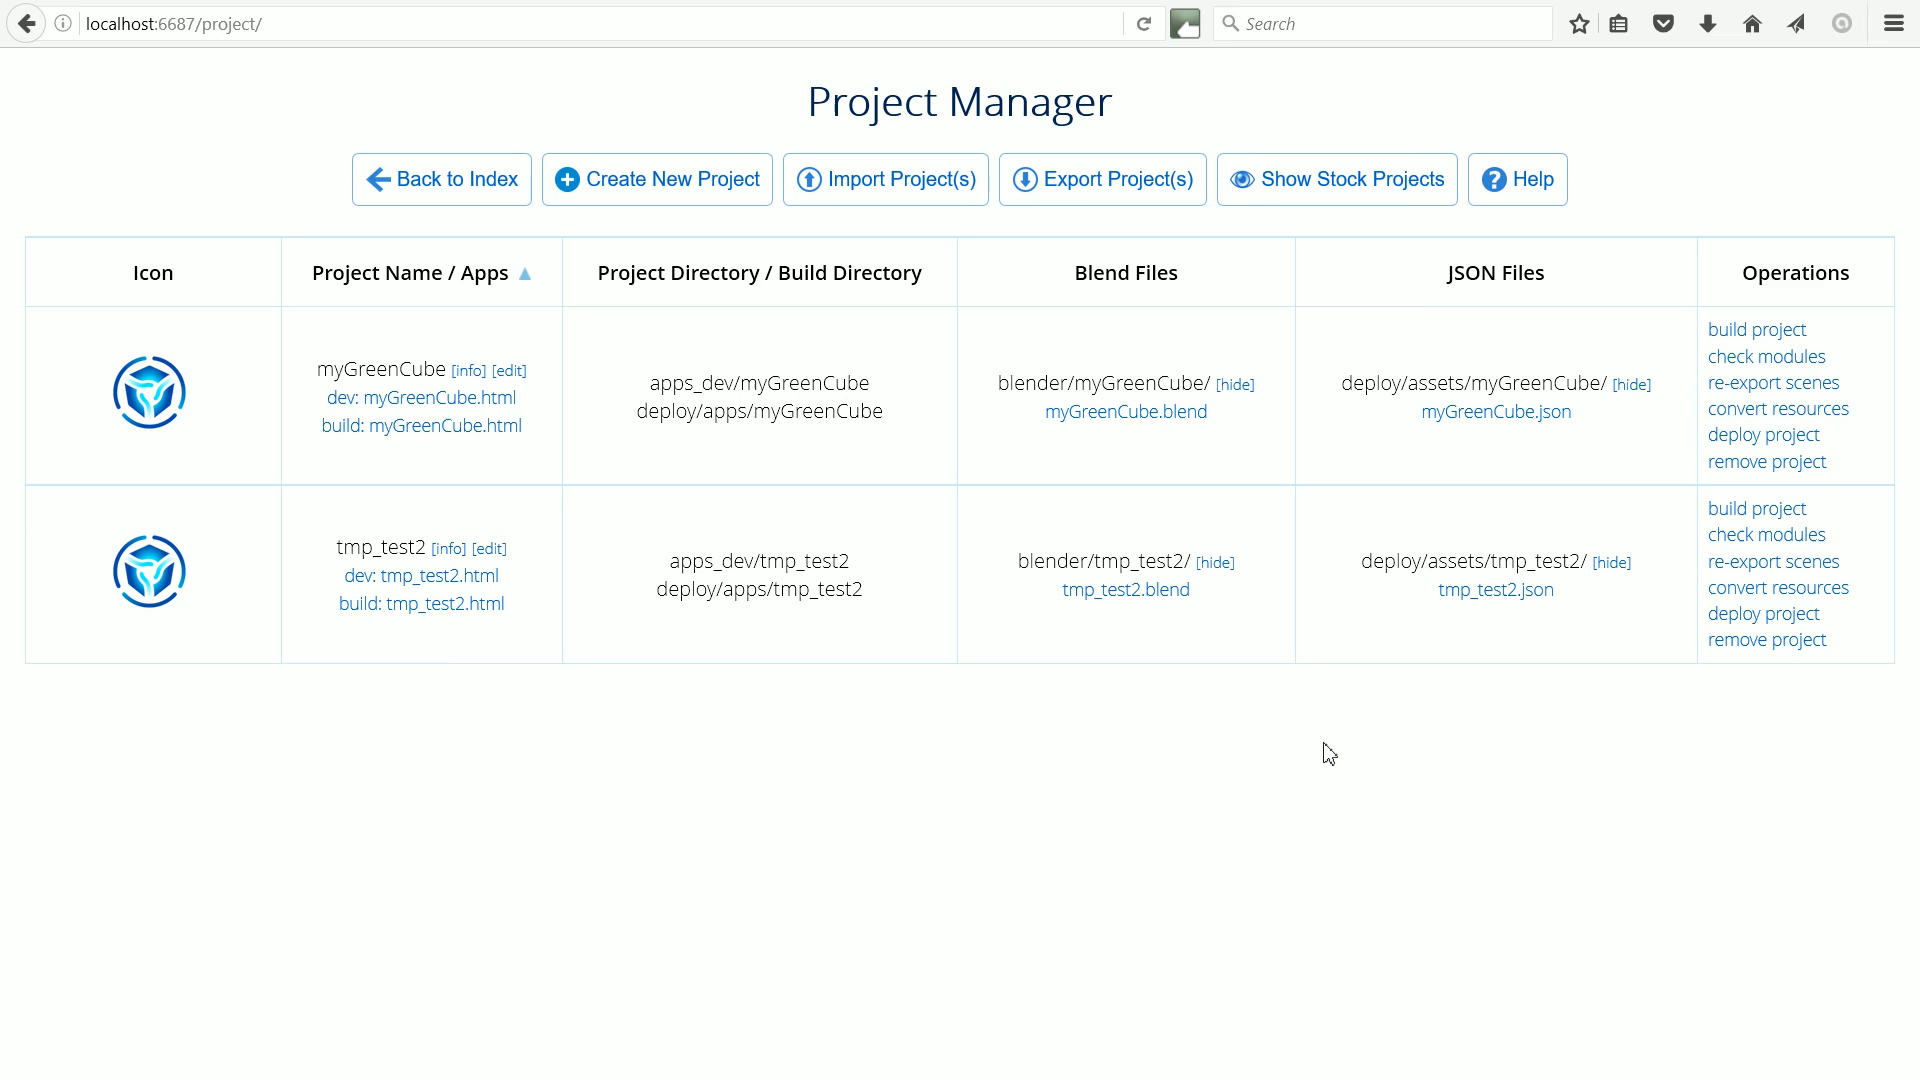 localhost:6687/project/
Search
Project Manager
Back to Index
Create New Project
Import Project(s)
Export Project(s)
Show Stock Projects
Help
Icon
Project Name / Apps ▲
Project Directory / Build Directory
Blend Files
JSON Files
Operations
myGreenCube [info] [edit]
dev: myGreenCube.html
build: myGreenCube.html
apps_dev/myGreenCube
deploy/apps/myGreenCube
blender/myGreenCube/ [hide]
myGreenCube.blend
deploy/assets/myGreenCube/ [hide]
myGreenCube.json
build project
check modules
re-export scenes
convert resources
deploy project
remove project
tmp_test2 [info] [edit]
dev: tmp_test2.html
build: tmp_test2.html
apps_dev/tmp_test2
deploy/apps/tmp_test2
blender/tmp_test2/ [hide]
tmp_test2.blend
deploy/assets/tmp_test2/ [hide]
tmp_test2.json
build project
check modules
re-export scenes
convert resources
deploy project
remove project